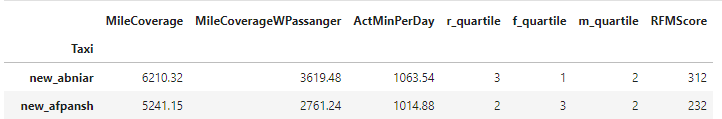 MileCoverage MileCoverageWPassanger ActMinPerDay r_quartile f_quartile m_quartile RFMScore
Taxi
new_abniar 6210.32 3619.48 1063.54 3 1 2 312
new_afpansh 5241.15 2761.24 1014.88 2 3 2 232